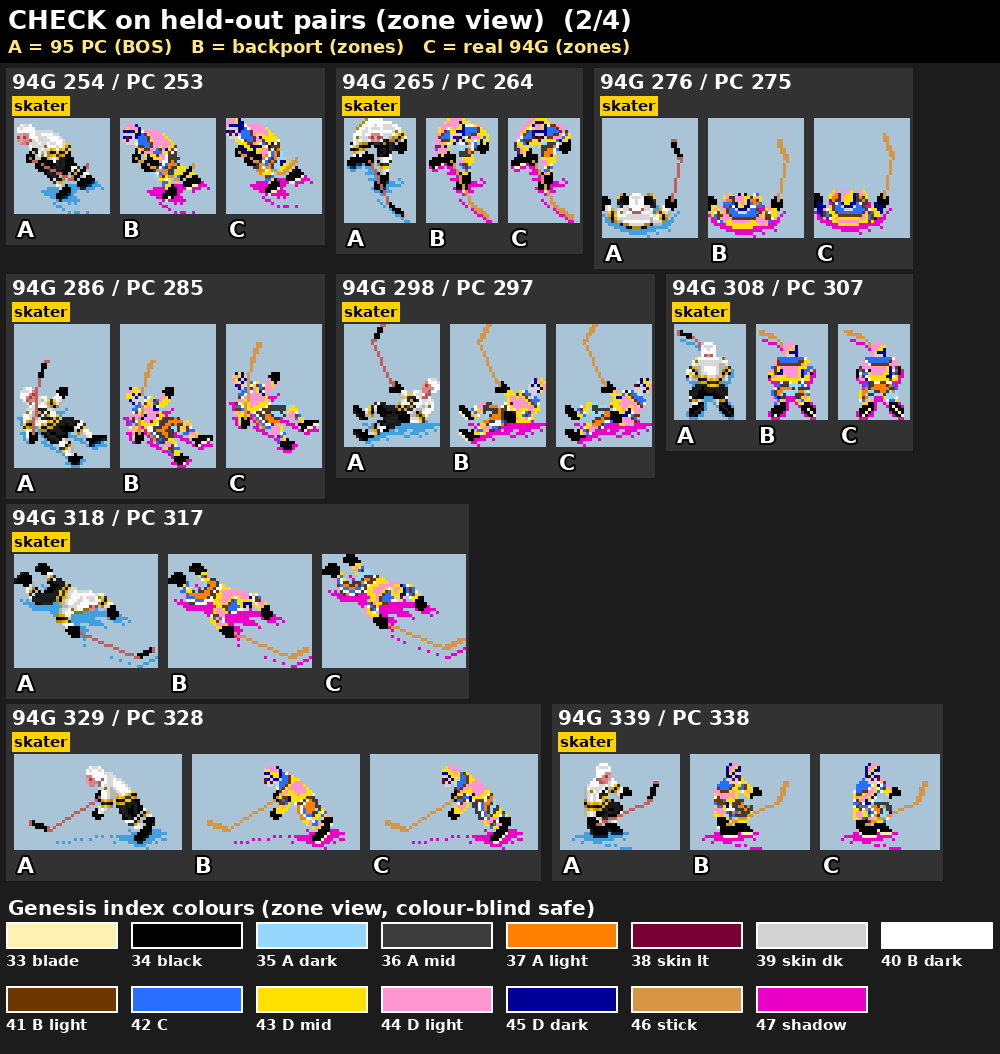 CHECK on held-out pairs (zone view)  (2/4)
A = 95 PC (BOS)   B = backport (zones)   C = real 94G (zones)
94G 254 / PC 253
skater
A B C
94G 265 / PC 264
skater
A B C
94G 276 / PC 275
skater
A B C
94G 286 / PC 285
skater
A B C
94G 298 / PC 297
skater
A B C
94G 308 / PC 307
skater
A B C
94G 318 / PC 317
skater
A B C
94G 329 / PC 328
skater
A B C
94G 339 / PC 338
skater
A B C
Genesis index colours (zone view, colour-blind safe)
33 blade
34 black
35 A dark
36 A mid
37 A light
38 skin lt
39 skin dk
40 B dark
41 B light
42 C
43 D mid
44 D light
45 D dark
46 stick
47 shadow